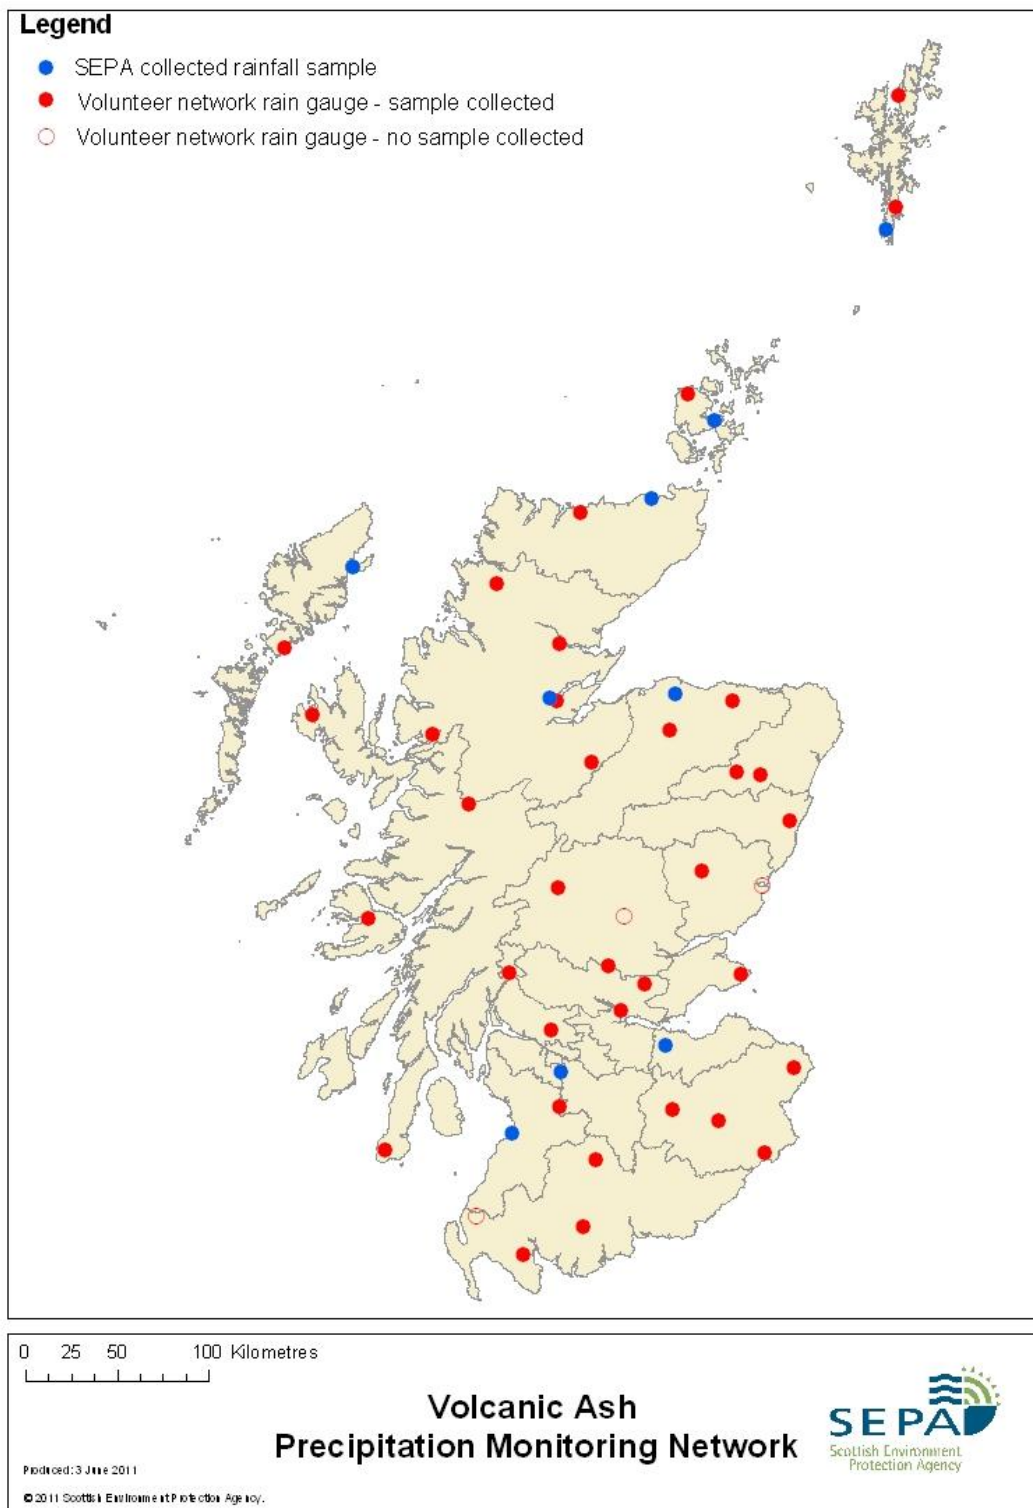 Legend
SEPA collected rainfall sample
Volunteer network rain gauge - sample collected
Volunteer network rain gauge - no sample collected
0 25 50 100 Kilometres
Volcanic Ash
Precipitation Monitoring Network
SEPA
Scottish Environment
Protection Agency
Produced: 3 June 2011
© 2011 Scottish Environment Protection Agency.